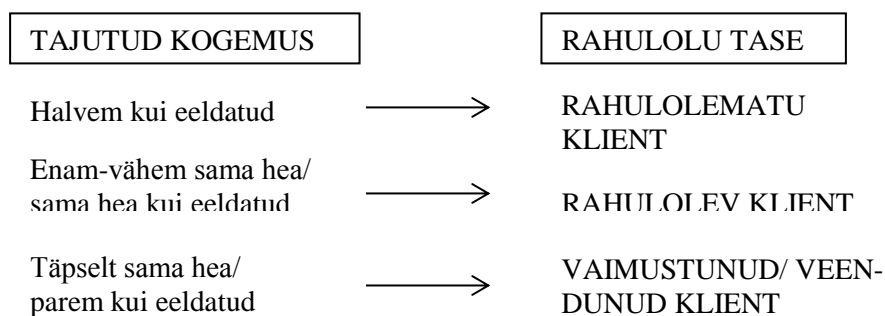 TAJUTUD KOGEMUS
RAHULOLU TASE
Halvem kui eeldatud
RAHULOLEMATU
KLIENT
Enam-vähem sama hea/
sama hea kui eeldatud
RAHULOLEV KLIENT
Täpselt sama hea/
parem kui eeldatud
VAIMUSTUNUD/ VEEN-
DUNUD KLIENT